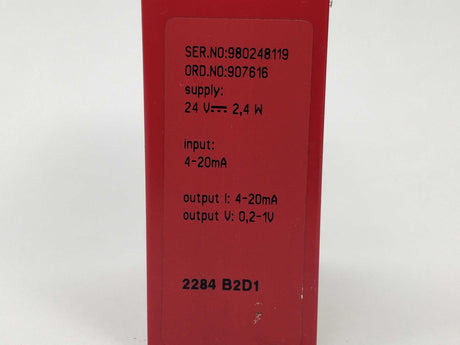 SER.NO:980248119
ORD.NO:907616
supply:
24 V⎓ 2,4 W
input:
4-20mA
output I: 4-20mA
output V: 0,2-1V
2284 B2D1